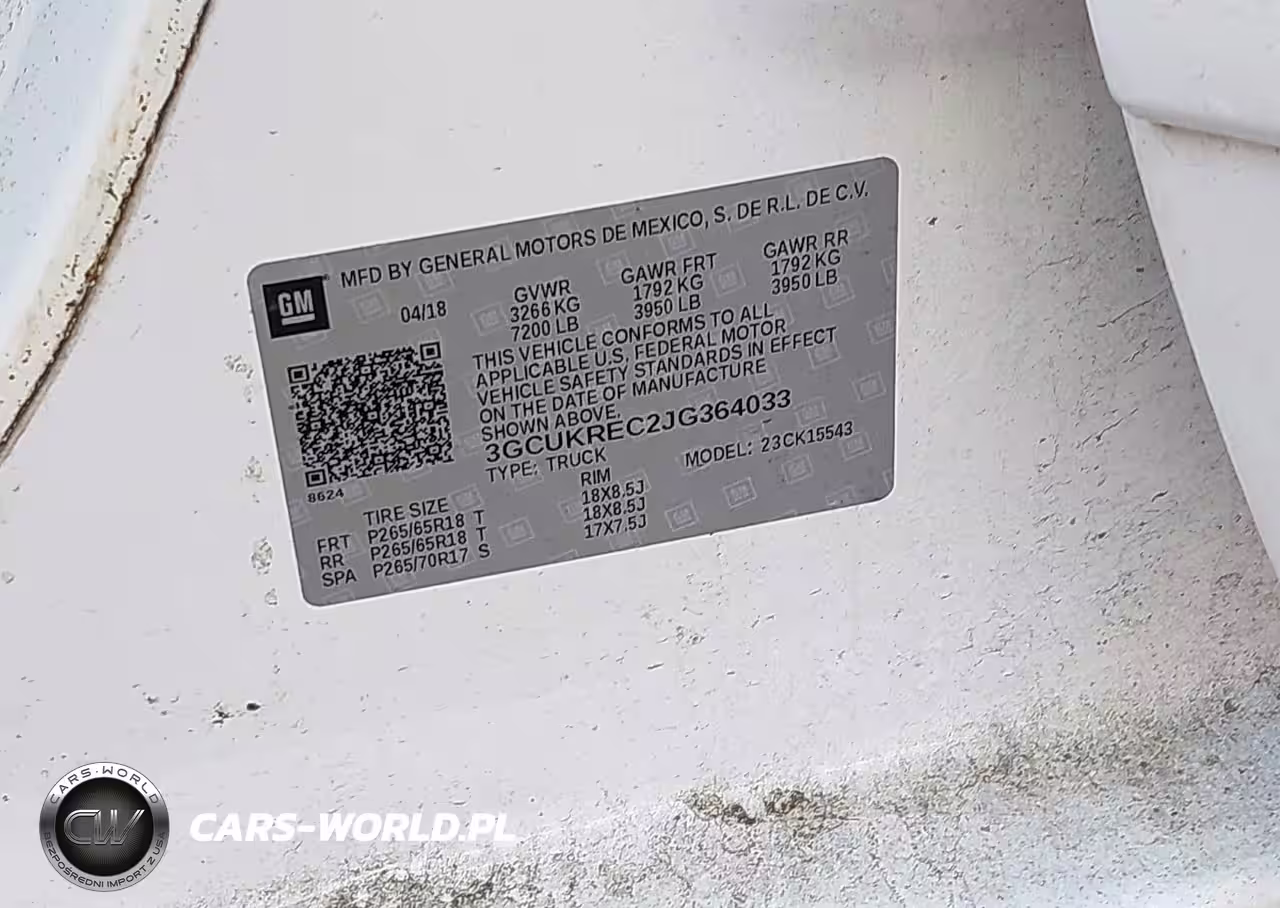 MFD BY GENERAL MOTORS DE MEXICO, S. DE R.L. DE C.V.
GM
04/18
GVWR GAWR FRT GAWR RR
3266 KG 1792 KG 1792 KG
7200 LB 3950 LB 3950 LB
THIS VEHICLE CONFORMS TO ALL
APPLICABLE U.S. FEDERAL MOTOR
VEHICLE SAFETY STANDARDS IN EFFECT
ON THE DATE OF MANUFACTURE
SHOWN ABOVE.
3GCUKREC2JG364033
TYPE: TRUCK MODEL: 23CK15543
8624
TIRE SIZE RIM
FRT P265/65R18 T 18X8.5J
RR P265/65R18 T 18X8.5J
SPA P265/70R17 S 17X7.5J
CARS-WORLD
CW
BEZPOŚREDNI IMPORT Z USA
CARS-WORLD.PL